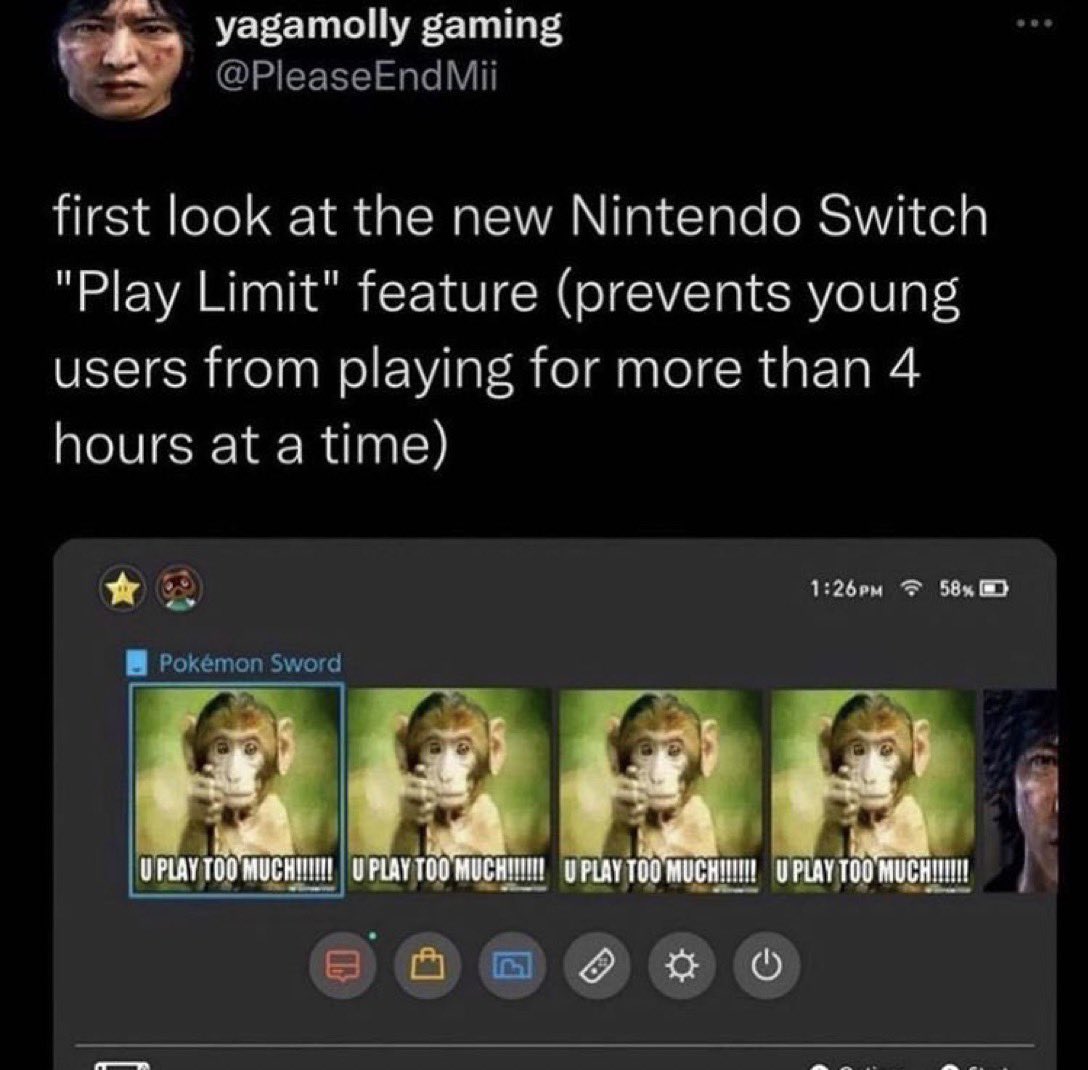 yagamolly gaming
@PleaseEndMii
first look at the new Nintendo Switch
"Play Limit" feature (prevents young
users from playing for more than 4
hours at a time)
1:26PM 58%
Pokémon Sword
U PLAY TOO MUCH!!!!!! U PLAY TOO MUCH!!!!!! U PLAY TOO MUCH!!!!!! U PLAY TOO MUCH!!!!!!